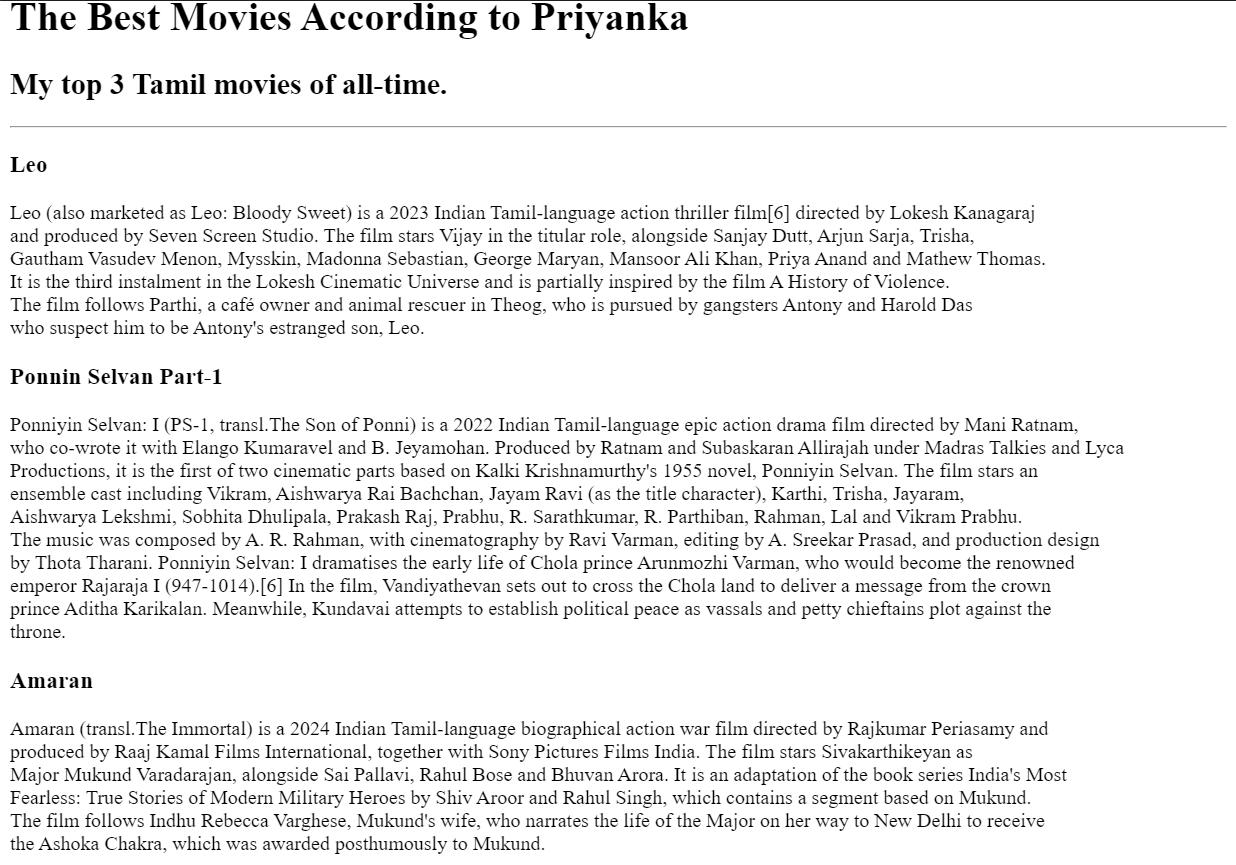 The Best Movies According to Priyanka
My top 3 Tamil movies of all-time.
Leo
Leo (also marketed as Leo: Bloody Sweet) is a 2023 Indian Tamil-language action thriller film[6] directed by Lokesh Kanagaraj
and produced by Seven Screen Studio. The film stars Vijay in the titular role, alongside Sanjay Dutt, Arjun Sarja, Trisha,
Gautham Vasudev Menon, Mysskin, Madonna Sebastian, George Maryan, Mansoor Ali Khan, Priya Anand and Mathew Thomas.
It is the third instalment in the Lokesh Cinematic Universe and is partially inspired by the film A History of Violence.
The film follows Parthi, a café owner and animal rescuer in Theog, who is pursued by gangsters Antony and Harold Das
who suspect him to be Antony's estranged son, Leo.
Ponnin Selvan Part-1
Ponniyin Selvan: I (PS-1, transl.The Son of Ponni) is a 2022 Indian Tamil-language epic action drama film directed by Mani Ratnam,
who co-wrote it with Elango Kumaravel and B. Jeyamohan. Produced by Ratnam and Subaskaran Allirajah under Madras Talkies and Lyca
Productions, it is the first of two cinematic parts based on Kalki Krishnamurthy's 1955 novel, Ponniyin Selvan. The film stars an
ensemble cast including Vikram, Aishwarya Rai Bachchan, Jayam Ravi (as the title character), Karthi, Trisha, Jayaram,
Aishwarya Lekshmi, Sobhita Dhulipala, Prakash Raj, Prabhu, R. Sarathkumar, R. Parthiban, Rahman, Lal and Vikram Prabhu.
The music was composed by A. R. Rahman, with cinematography by Ravi Varman, editing by A. Sreekar Prasad, and production design
by Thota Tharani. Ponniyin Selvan: I dramatises the early life of Chola prince Arunmozhi Varman, who would become the renowned
emperor Rajaraja I (947-1014).[6] In the film, Vandiyathevan sets out to cross the Chola land to deliver a message from the crown
prince Aditha Karikalan. Meanwhile, Kundavai attempts to establish political peace as vassals and petty chieftains plot against the
throne.
Amaran
Amaran (transl.The Immortal) is a 2024 Indian Tamil-language biographical action war film directed by Rajkumar Periasamy and
produced by Raaj Kamal Films International, together with Sony Pictures Films India. The film stars Sivakarthikeyan as
Major Mukund Varadarajan, alongside Sai Pallavi, Rahul Bose and Bhuvan Arora. It is an adaptation of the book series India's Most
Fearless: True Stories of Modern Military Heroes by Shiv Aroor and Rahul Singh, which contains a segment based on Mukund.
The film follows Indhu Rebecca Varghese, Mukund's wife, who narrates the life of the Major on her way to New Delhi to receive
the Ashoka Chakra, which was awarded posthumously to Mukund.